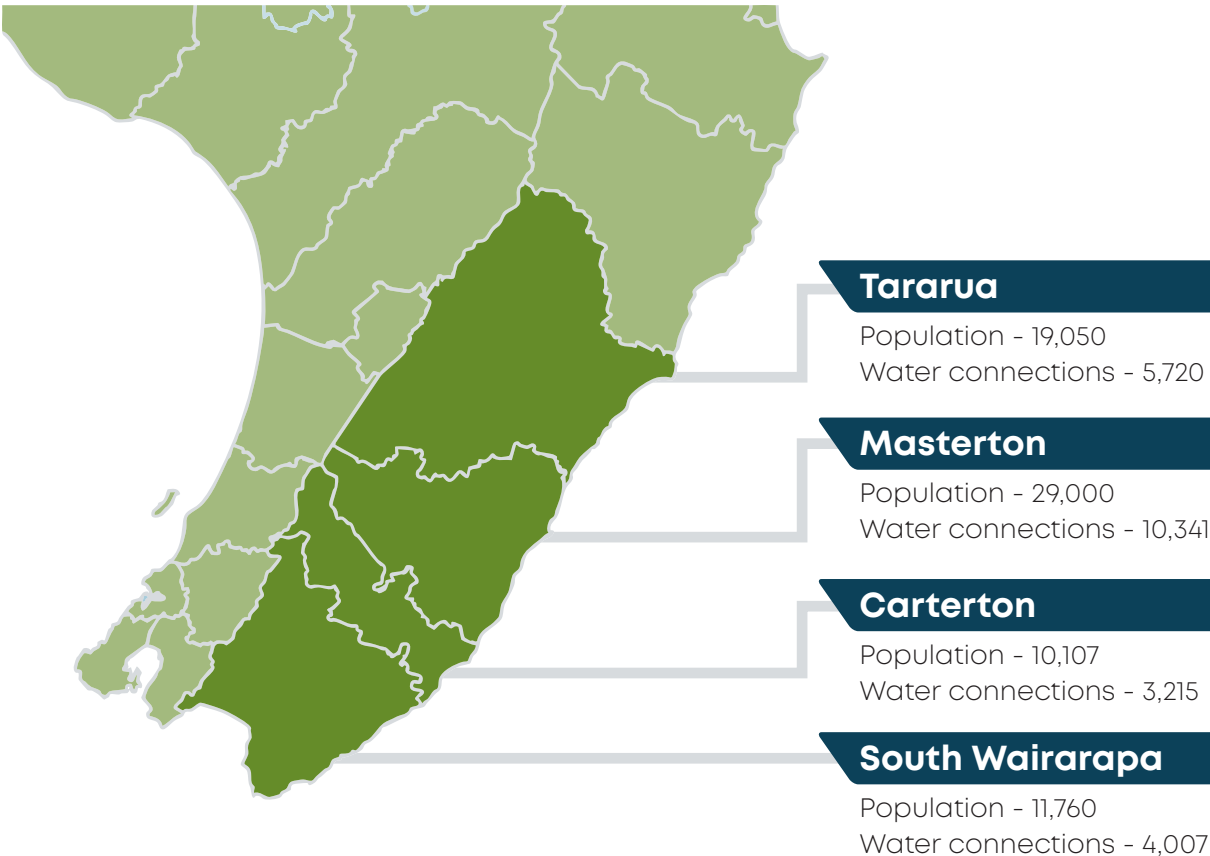 Tararua
Population - 19,050
Water connections - 5,720
Masterton
Population - 29,000
Water connections - 10,341
Carterton
Population - 10,107
Water connections - 3,215
South Wairarapa
Population - 11,760
Water connections - 4,007